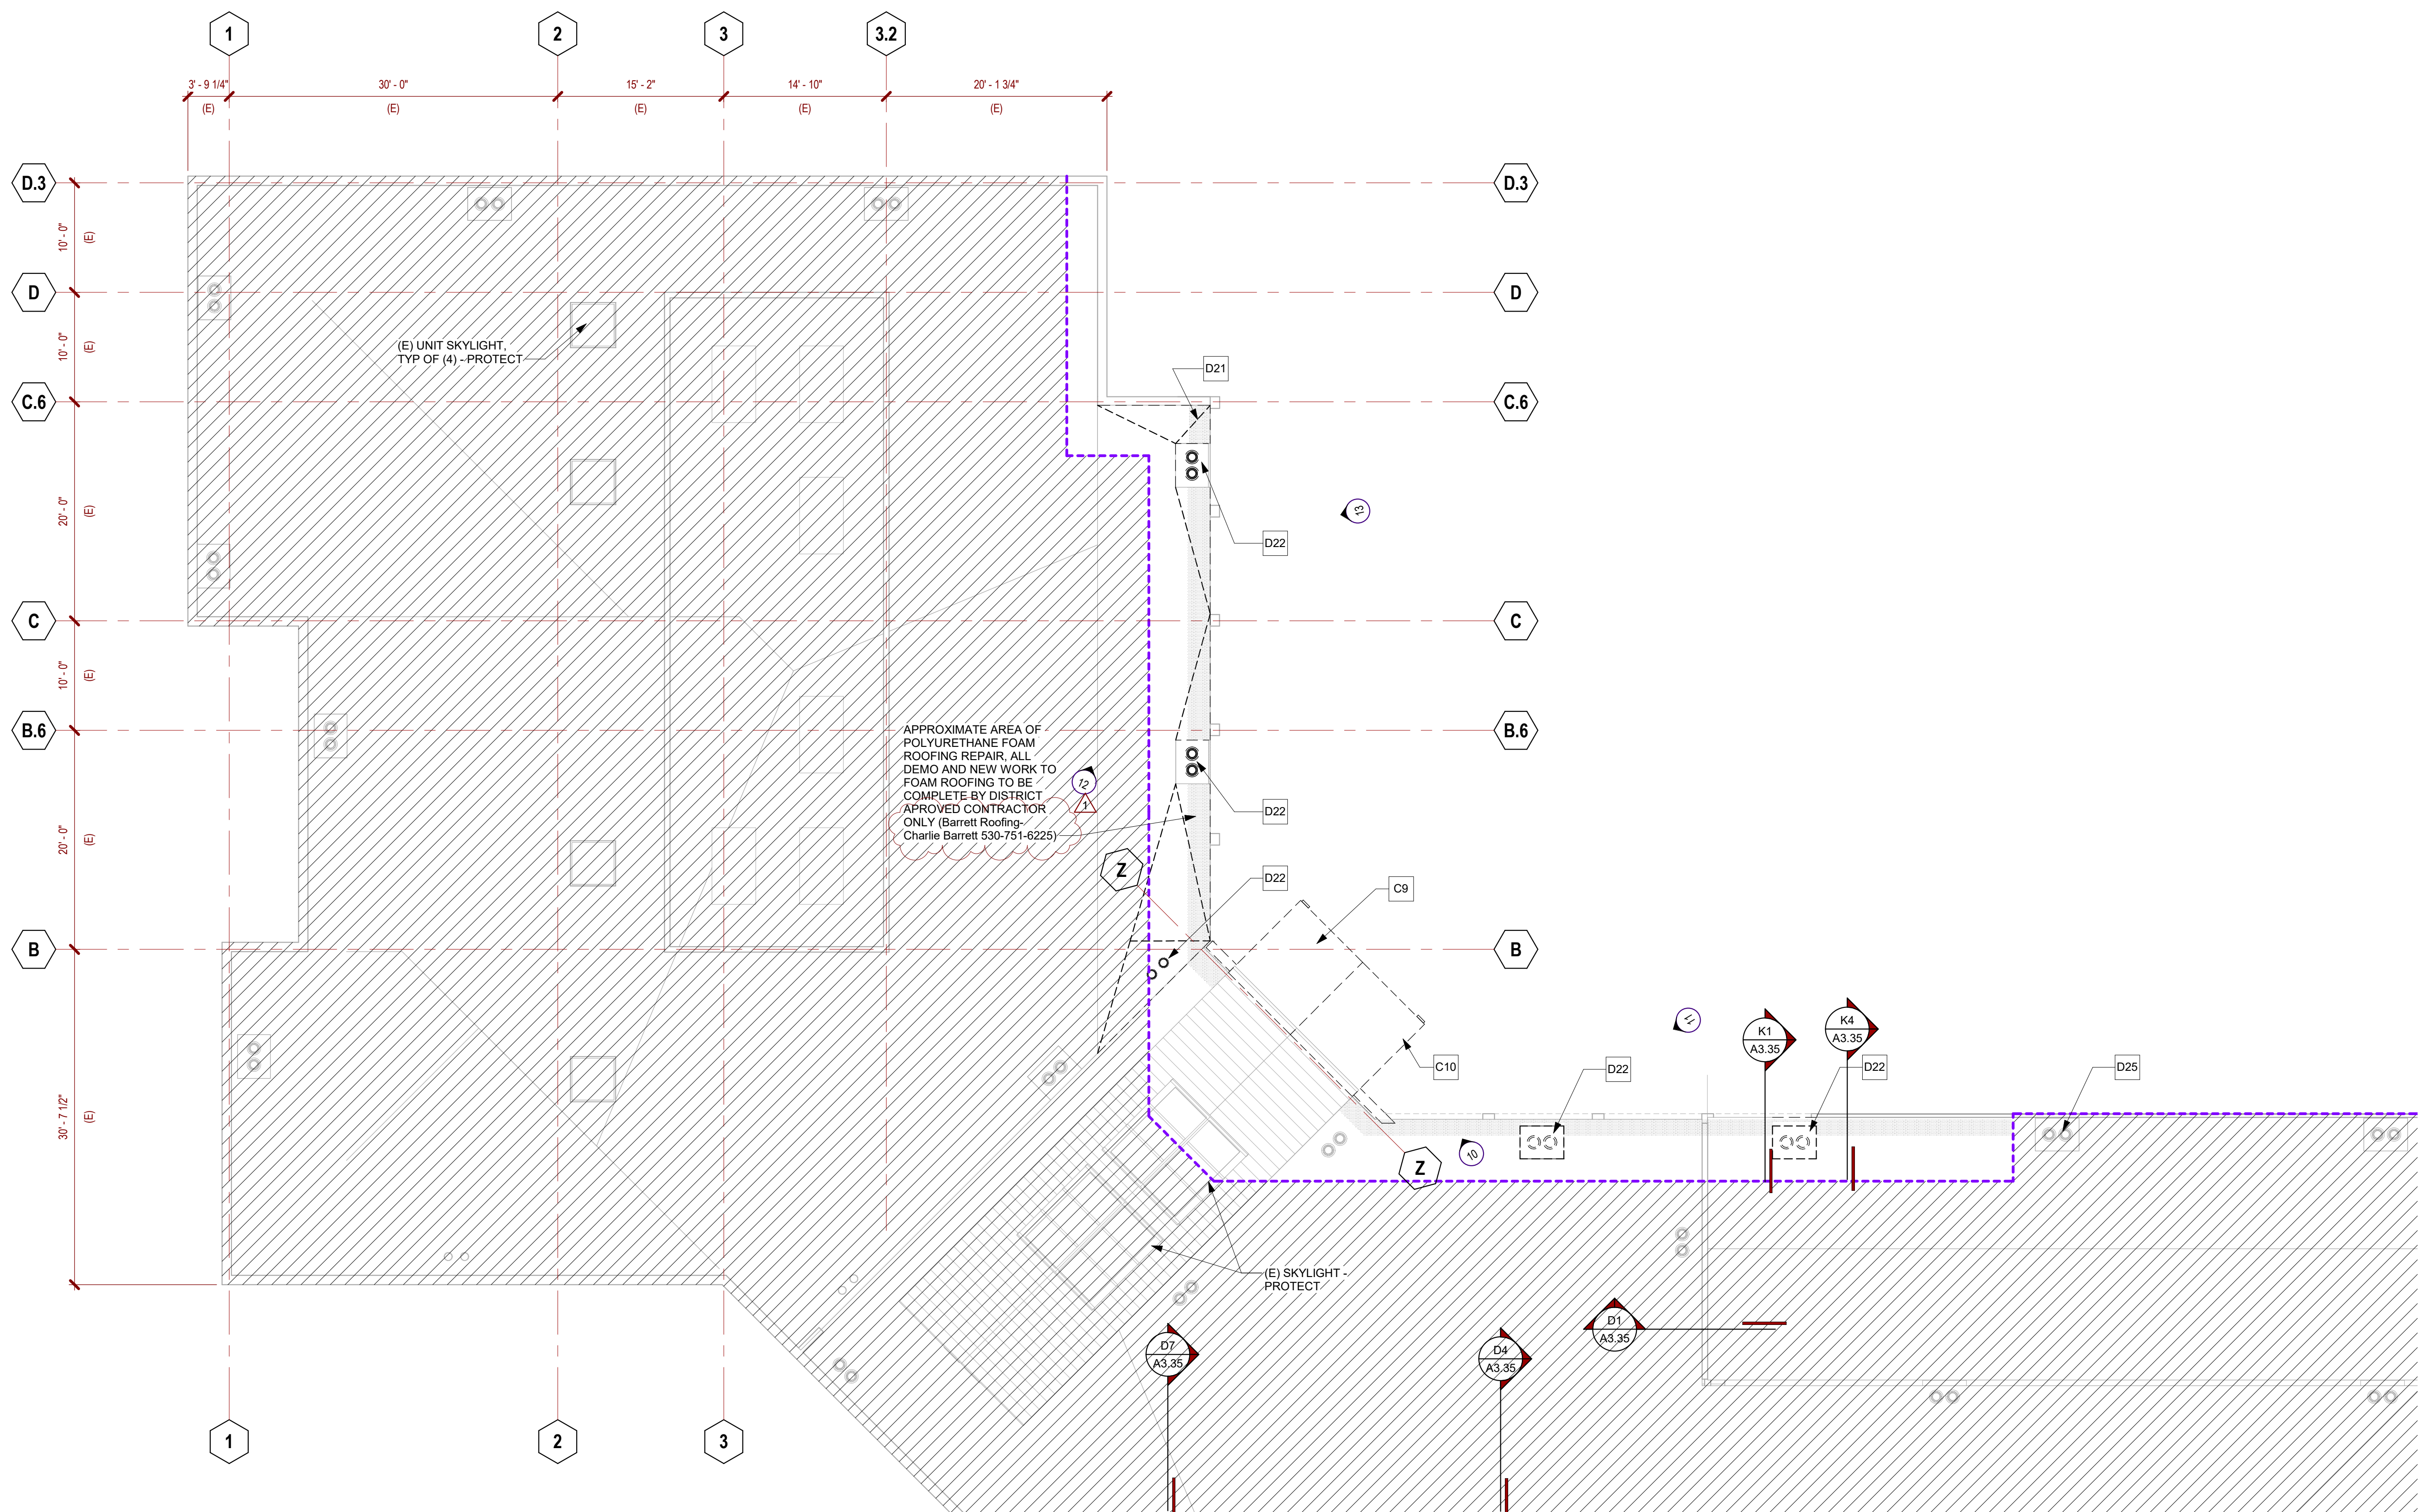 1
2
3
3.2
3' - 9 1/4"
30' - 0"
15' - 2"
14' - 10"
20' - 1 3/4"
(E)
(E)
(E)
(E)
(E)
D.3
D.3
10' - 0"
(E)
D
D
10' - 0"
(E)
(E) UNIT SKYLIGHT,
TYP OF (4) - PROTECT
D21
C.6
C.6
20' - 0"
(E)
13
D22
C
C
10' - 0"
(E)
B.6
B.6
APPROXIMATE AREA OF
POLYURETHANE FOAM
ROOFING REPAIR, ALL
DEMO AND NEW WORK TO
FOAM ROOFING TO BE
COMPLETE BY DISTRICT
APROVED CONTRACTOR
ONLY (Barrett Roofing-
Charlie Barrett 530-751-6225)
12
1
D22
20' - 0"
(E)
Z
D22
C9
B
B
11
K1
A3.35
K4
A3.35
C10
D22
D22
D25
30' - 7 1/2"
(E)
10
Z
(E) SKYLIGHT -
PROTECT
D7
A3.35
D4
A3.35
D1
A3.35
1
2
3